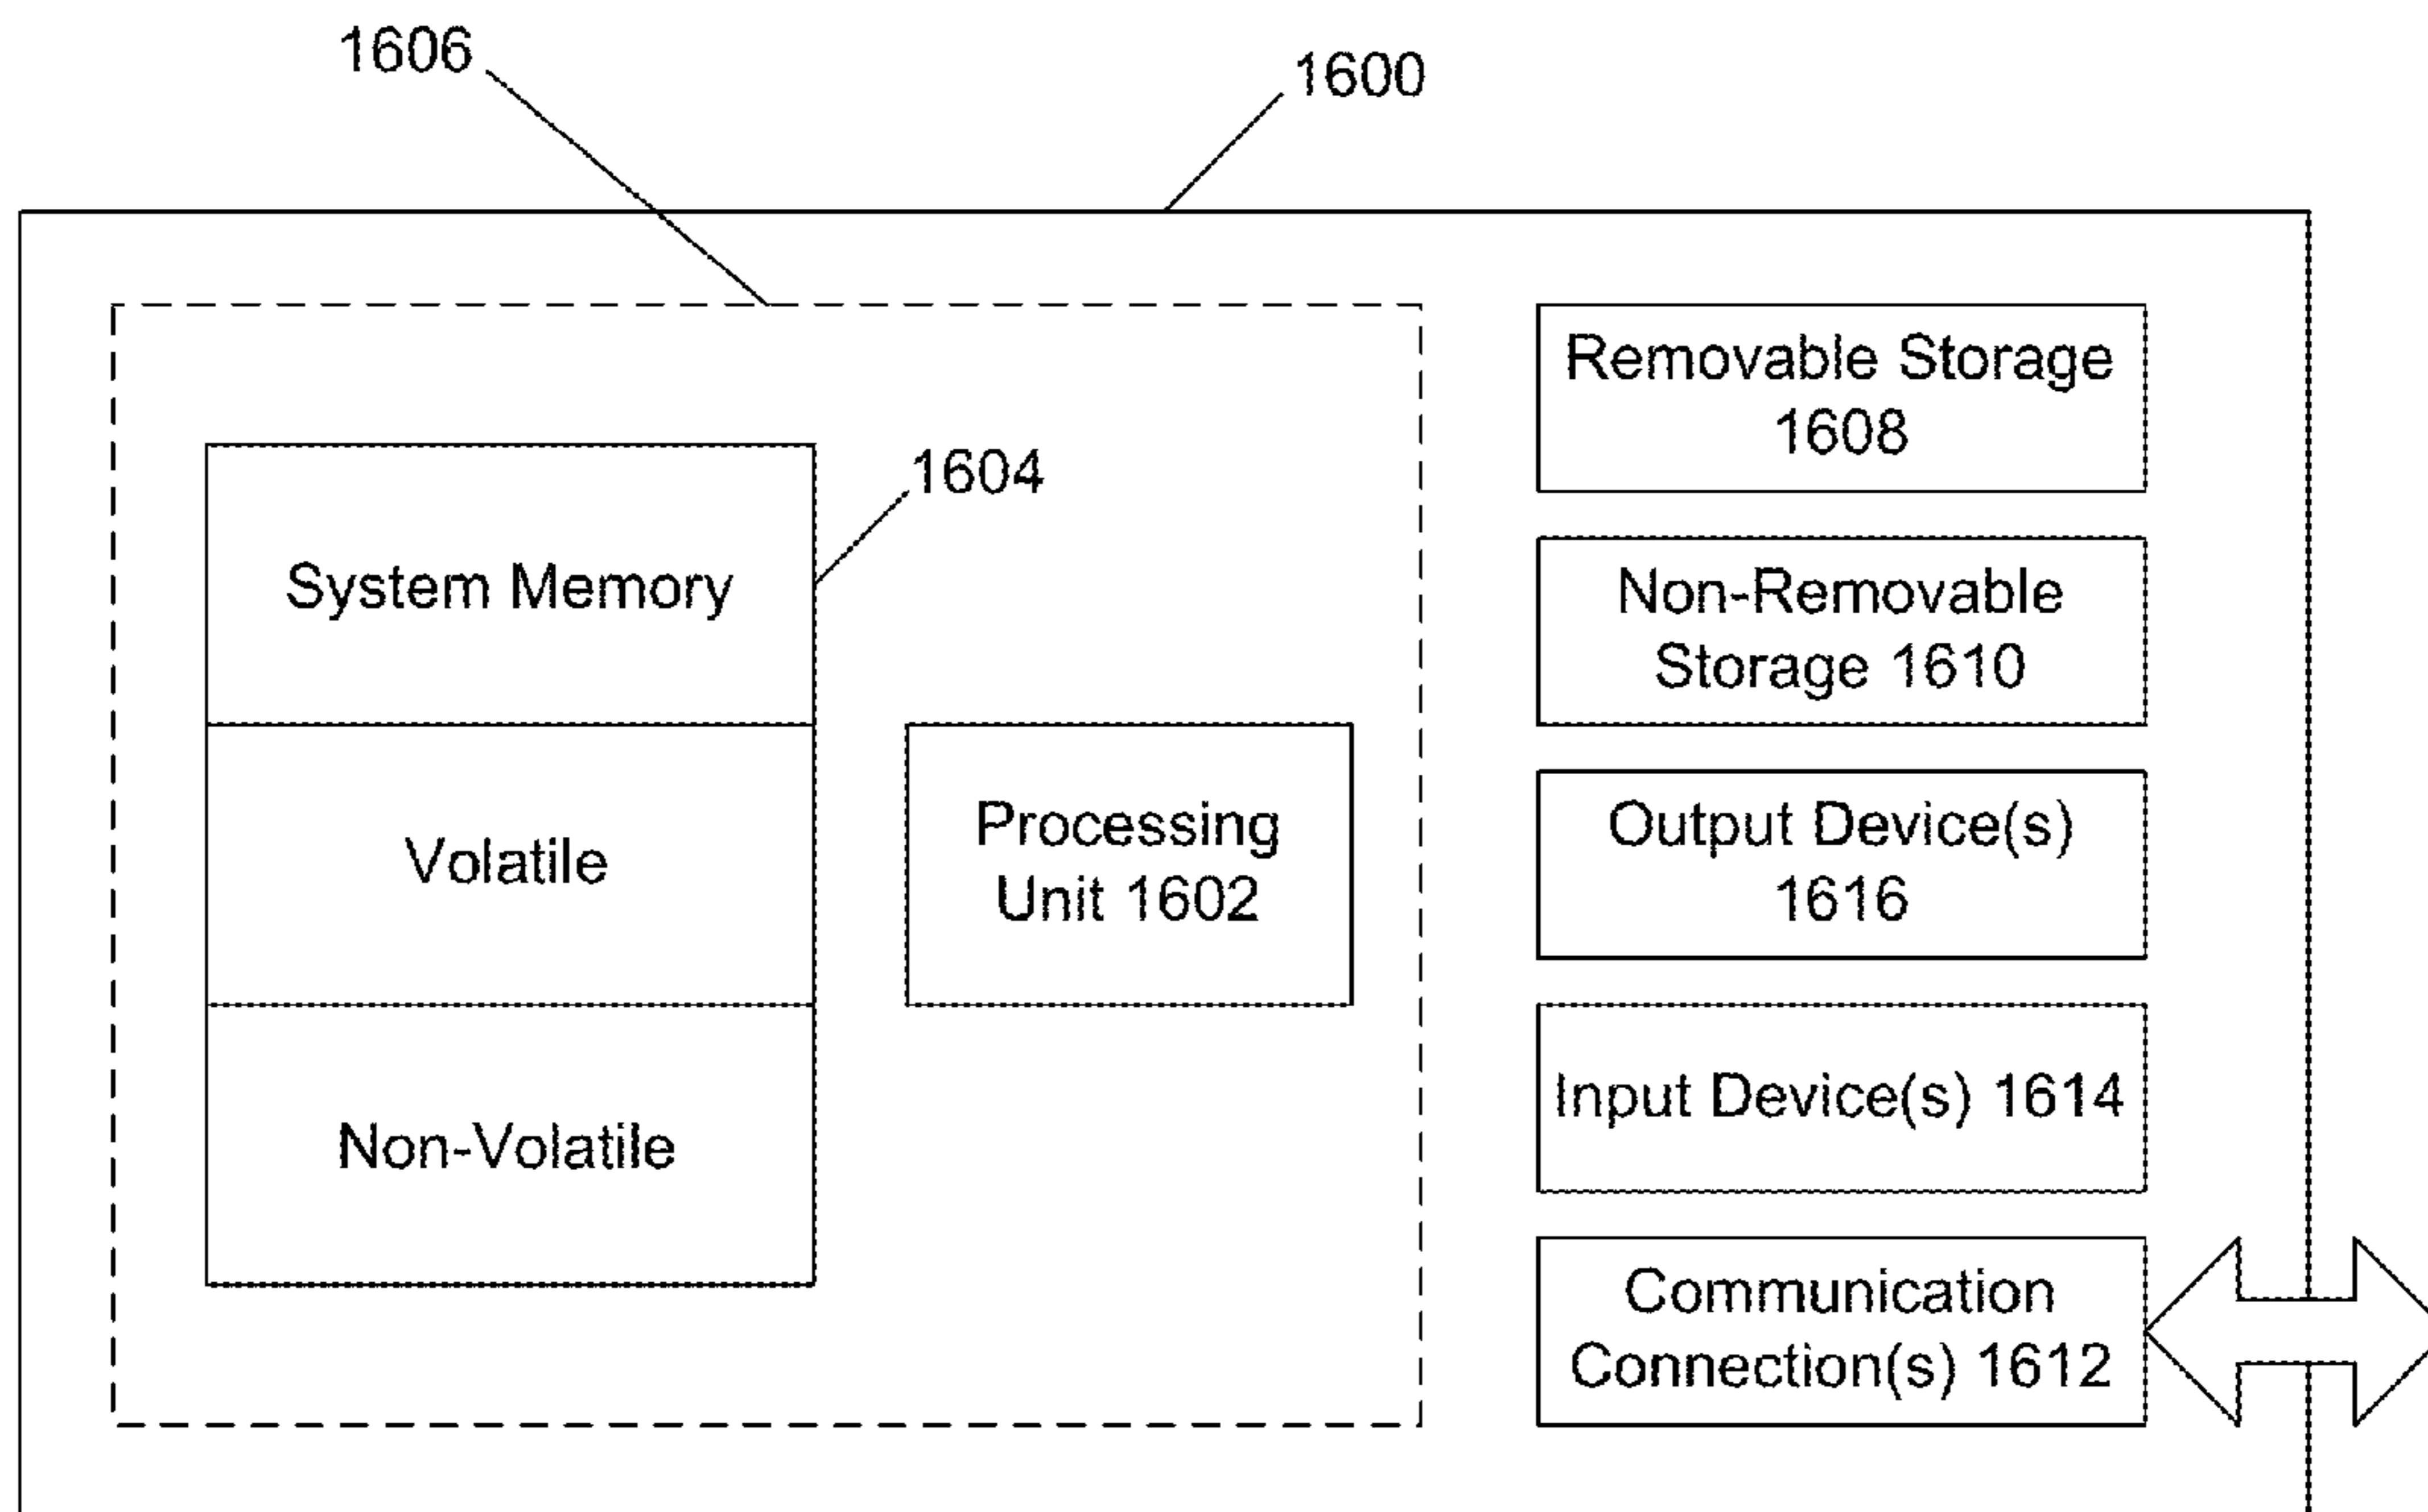 1606
1600
Removable Storage
1608
1604
System Memory
Non-Removable
Storage 1610
Volatile
Processing
Unit 1602
Output Device(s)
1616
Non-Volatile
Input Device(s) 1614
Communication
Connection(s) 1612